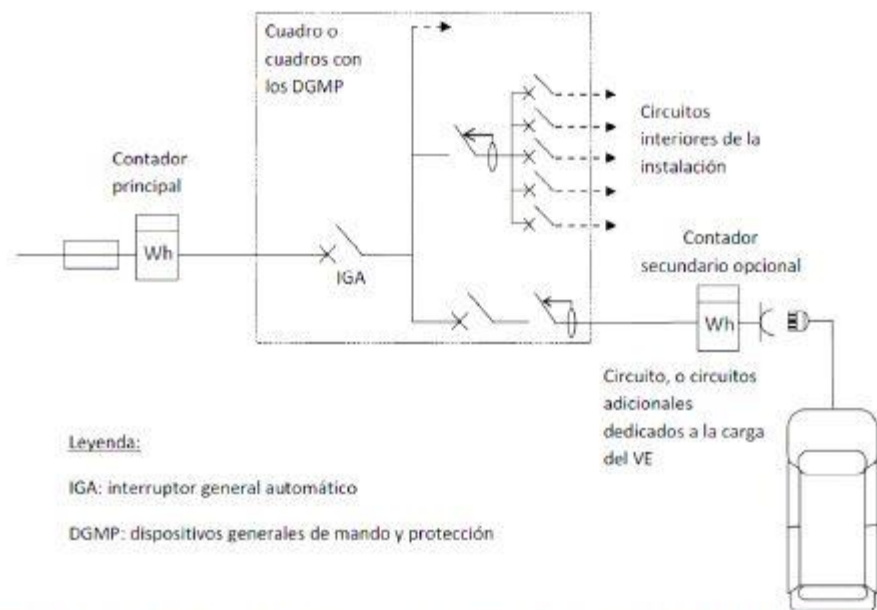 Cuadro o
cuadros con
los DGMP
Circuitos
interiores de la
instalación
Contador
principal
Wh
IGA
Contador
secundario opcional
Wh
Circuito, o circuitos
adicionales
dedicados a la carga
del VE
Leyenda:
IGA: interruptor general automático
DGMP: dispositivos generales de mando y protección